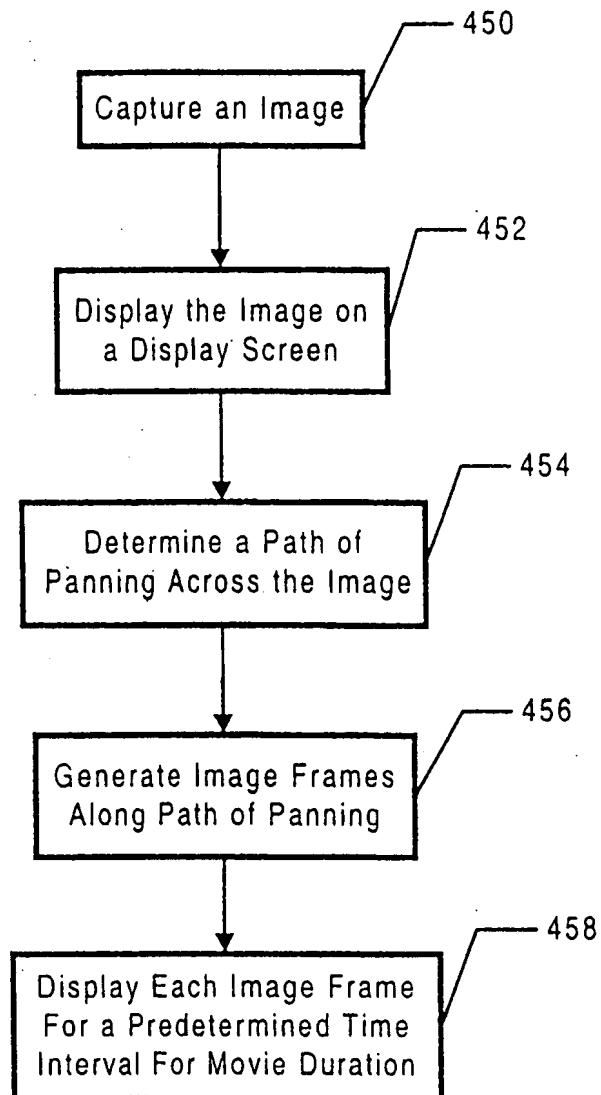 450
Capture an Image
452
Display the Image on
a Display Screen
454
Determine a Path of
Panning Across the Image
456
Generate Image Frames
Along Path of Panning
458
Display Each Image Frame
For a Predetermined Time
Interval For Movie Duration